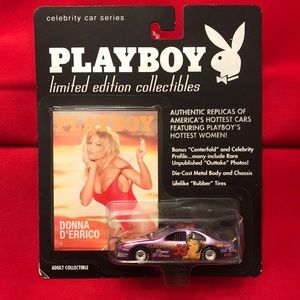 celebrity car series
PLAYBOY
limited edition collectibles
PLAYBOY
DONNA
D'ERRICO
AUTHENTIC REPLICAS OF
AMERICA'S HOTTEST CARS
FEATURING PLAYBOY'S
HOTTEST WOMEN!
Bonus "Centerfold" and Celebrity
Profile...many include Rare
Unpublished "Outtake" Photos!
Die-Cast Metal Body and Chassis
Lifelike "Rubber" Tires
ADULT COLLECTIBLE